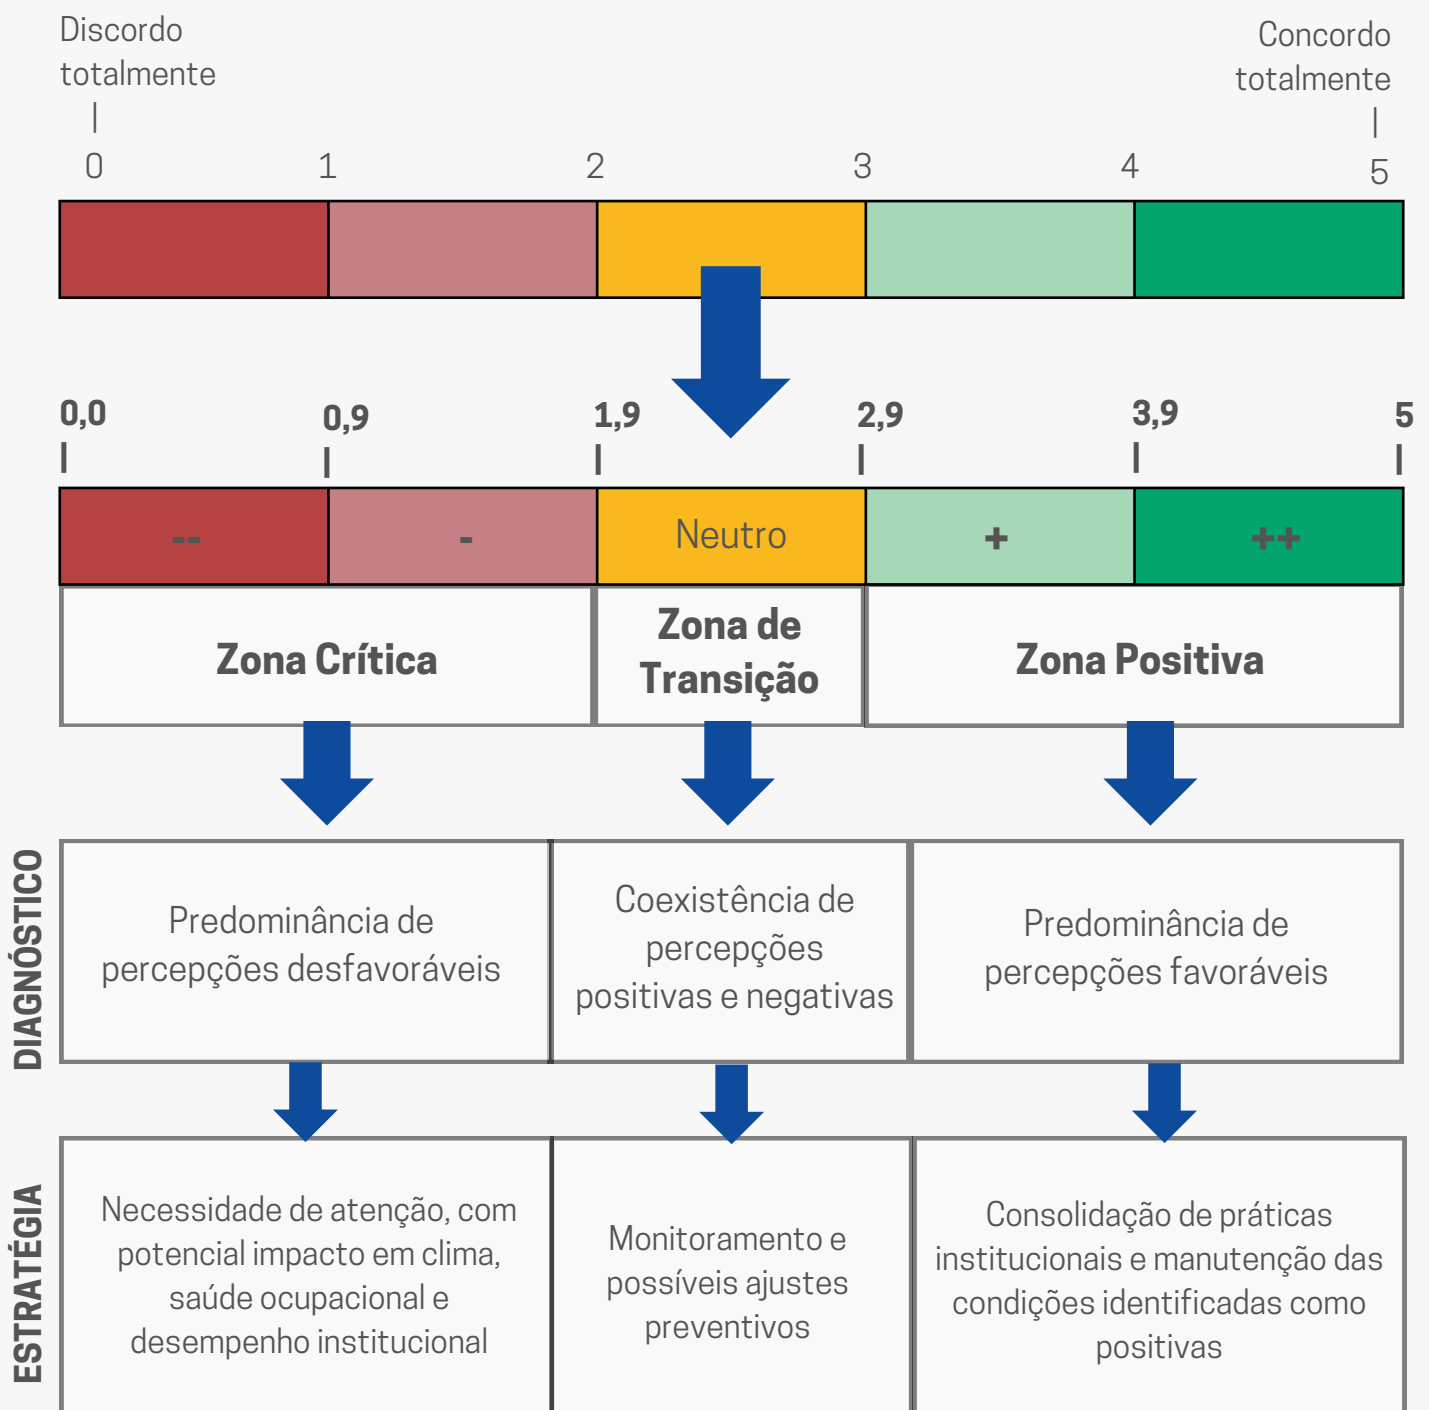 Discordo
totalmente
Concordo
totalmente
|
|
0
1
2
3
4
5
0,0
0,9
1,9
2,9
3,9
5
--
-
Neutro
+
++
Zona Crítica
Zona de
Transição
Zona Positiva
DIAGNÓSTICO
Predominância de
percepções desfavoráveis
Coexistência de
percepções
positivas e negativas
Predominância de
percepções favoráveis
ESTRATÉGIA
Necessidade de atenção, com
potencial impacto em clima,
saúde ocupacional e
desempenho institucional
Monitoramento e
possíveis ajustes
preventivos
Consolidação de práticas
institucionais e manutenção das
condições identificadas como
positivas